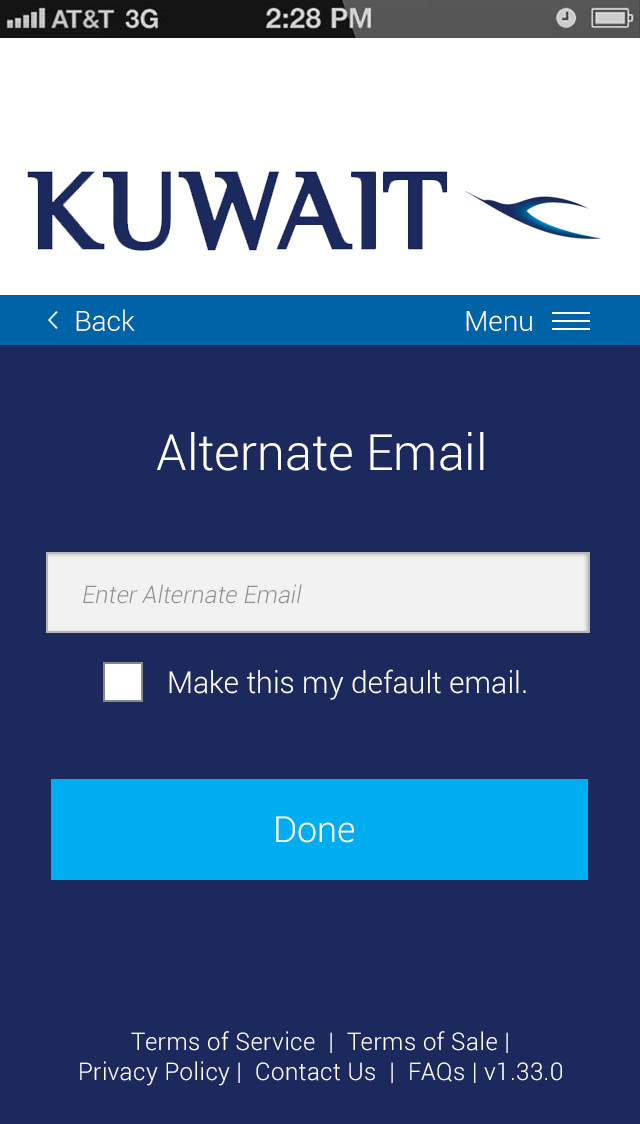 AT&T 3G 2:28 PM
KUWAIT
Back Menu
Alternate Email
Enter Alternate Email
Make this my default email.
Done
Terms of Service | Terms of Sale |
Privacy Policy | Contact Us | FAQs | v1.33.0